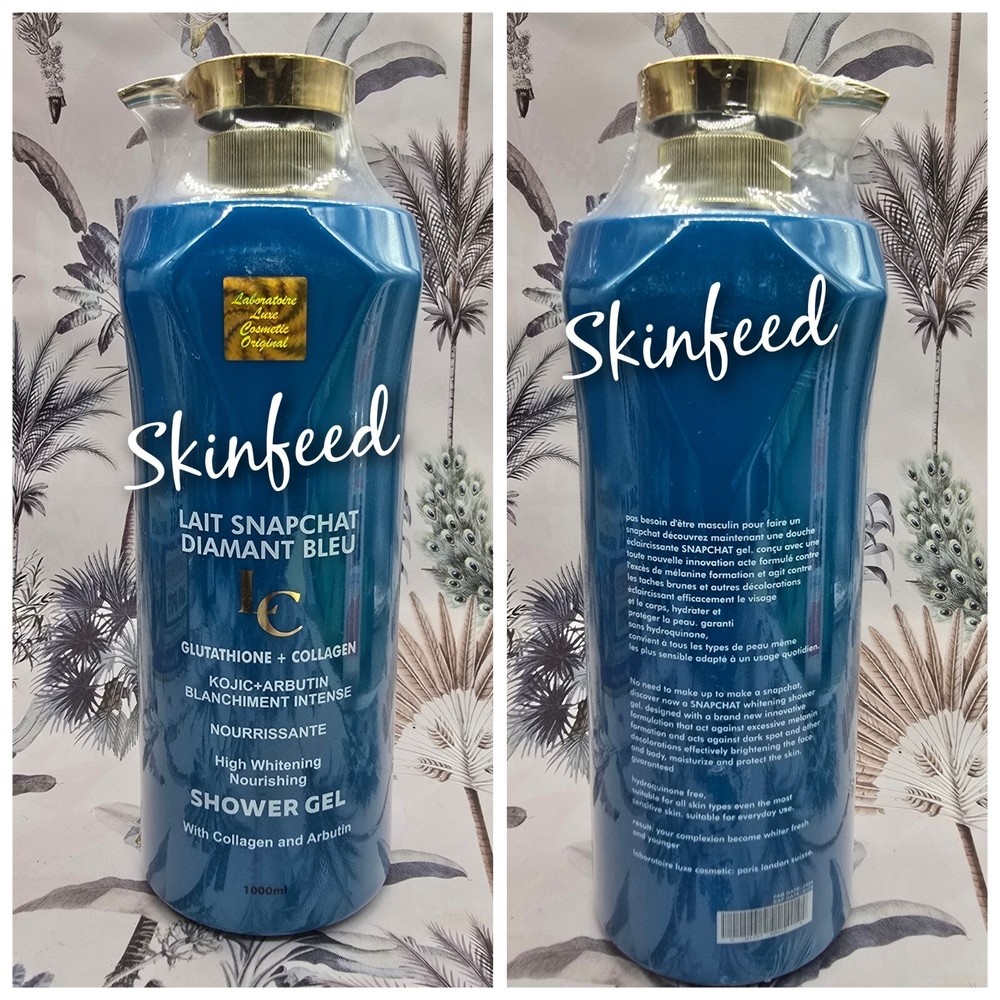 Laboratoire
Luxe
Cosmetic
Original
Skinfeed
LAIT SNAPCHAT
DIAMANT BLEU
LC
GLUTATHIONE + COLLAGEN
KOJIC+ARBUTIN
BLANCHIMENT INTENSE
NOURRISSANTE
High Whitening
Nourishing
SHOWER GEL
With Collagen and Arbutin
1000ml
Skinfeed
pas besoin d'être masculin pour faire un
snapchat découvrez maintenant une douche
éclaircissante SNAPCHAT gel. conçu avec une
toute nouvelle innovation acte formulé contre
l'excés de mélanine formation et agit contre
les taches brunes et autres décolorations
éclaircissant efficacement le visage
et le corps, hydrater et
protéger la peau. garanti
sans hydroquinone,
convient à tous les types de peau même
les plus sensible adapté à un usage quotidien.
No need to make up to make a snapchat,
discover now a SNAPCHAT whitening shower
gel. designed with a brand new innovative
formulation that act against excessive melanin
formation and acts against dark spot and other
decolorations effectively brightening the face
and body, moisturize and protect the skin.
guaranteed
hydroquinone free,
suitable for all skin types even the most
sensitive skin. suitable for everyday use.
result: your complexion become whiter fresh
and younger
laboratoire luxe cosmetic: paris london suisse
FAB DATE: